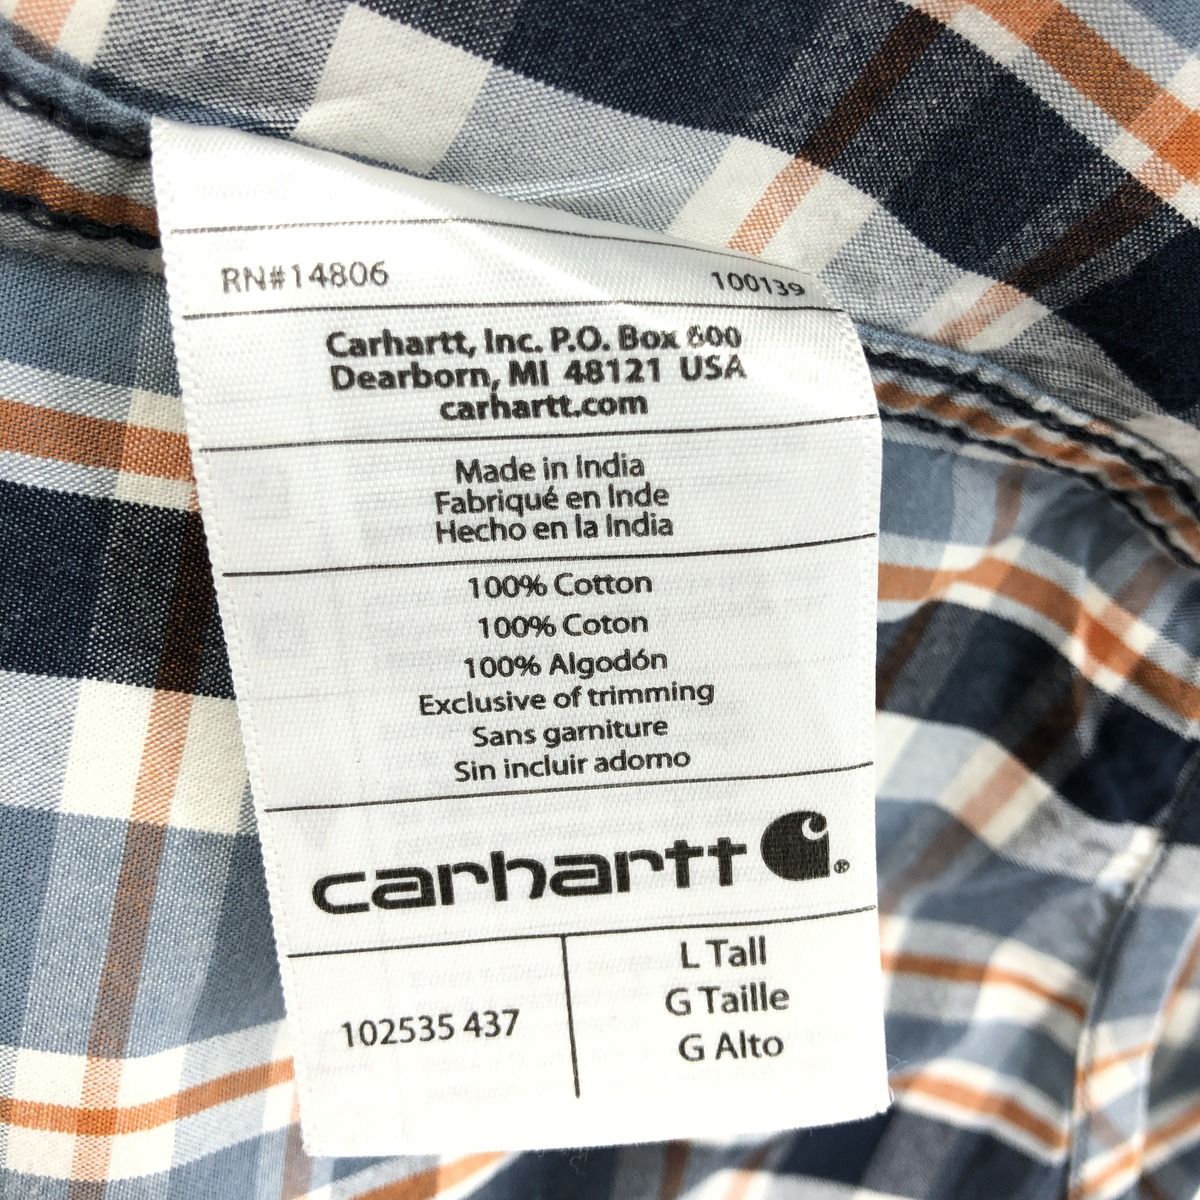 RN#14806 100139
Carhartt, Inc. P.O. Box 600
Dearborn, MI 48121 USA
carhartt.com
Made in India
Fabriqué en Inde
Hecho en la India
100% Cotton
100% Coton
100% Algodón
Exclusive of trimming
Sans garniture
Sin incluir adorno
carhartt ®
102535 437
L Tall
G Taille
G Alto